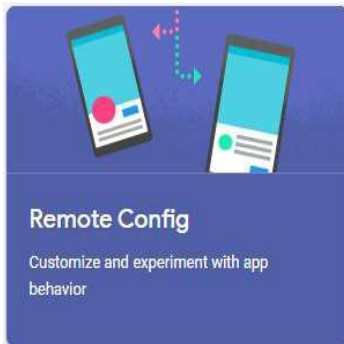 Remote Config
Customize and experiment with app
behavior